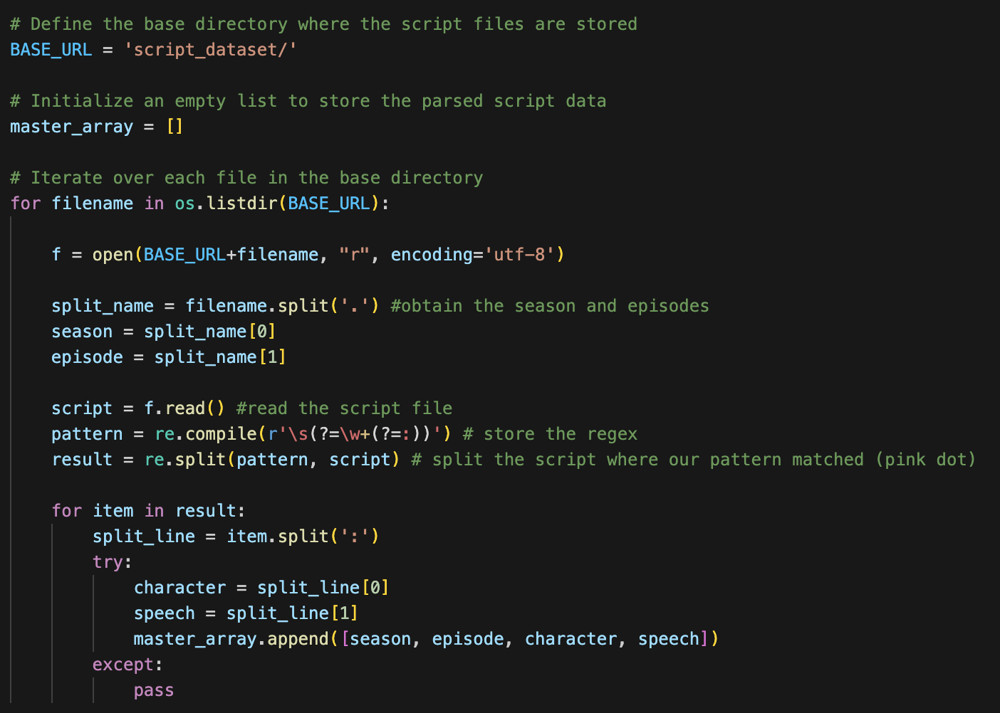 # Define the base directory where the script files are stored
BASE_URL = 'script_dataset/'
# Initialize an empty list to store the parsed script data
master_array = []
# Iterate over each file in the base directory
for filename in os.listdir(BASE_URL):
    f = open(BASE_URL+filename, "r", encoding='utf-8')
    split_name = filename.split('.') #obtain the season and episodes
    season = split_name[0]
    episode = split_name[1]
    script = f.read() #read the script file
    pattern = re.compile(r'\s(?=\w+(?=:))') # store the regex
    result = re.split(pattern, script) # split the script where our pattern matched (pink dot)
    for item in result:
        split_line = item.split(':')
        try:
            character = split_line[0]
            speech = split_line[1]
            master_array.append([season, episode, character, speech])
        except:
            pass